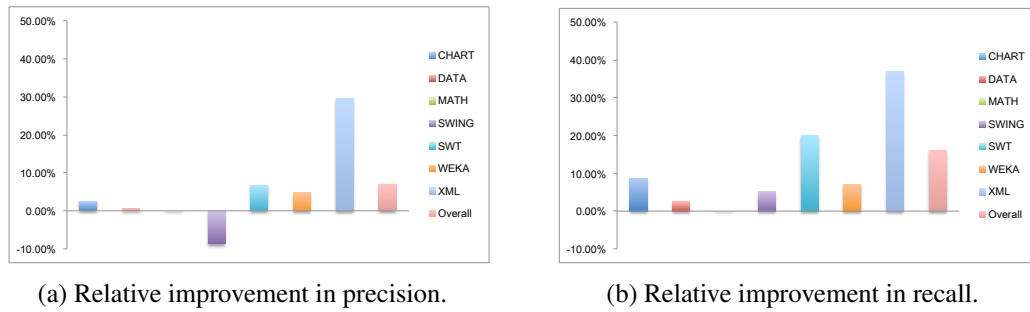 50.00%
40.00%
30.00%
20.00%
10.00%
0.00%
-10.00%
CHART
DATA
MATH
SWING
SWT
WEKA
XML
Overall
(a) Relative improvement in precision.
50.00%
40.00%
30.00%
20.00%
10.00%
0.00%
-10.00%
CHART
DATA
MATH
SWING
SWT
WEKA
XML
Overall
(b) Relative improvement in recall.